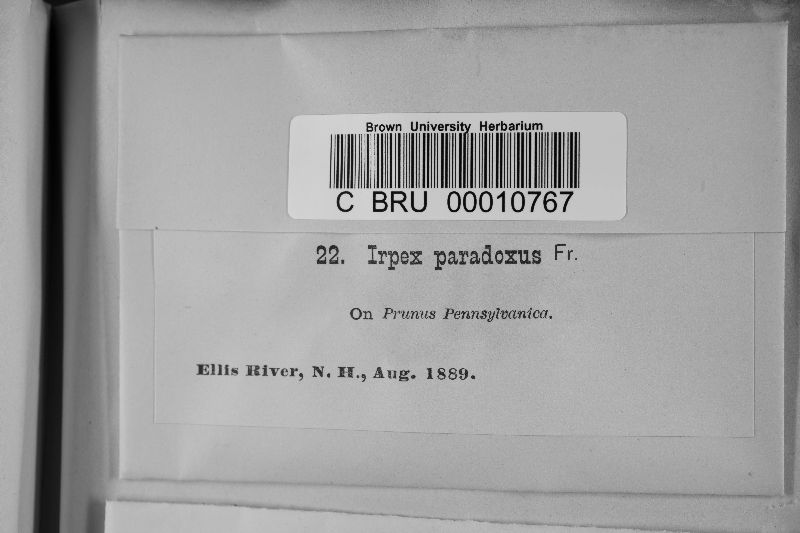 Brown University Herbarium
C BRU 00010767
22. Irpex paradoxus Fr.
On Prunus Pennsylvanica.
Ellis River, N. H., Aug. 1889.